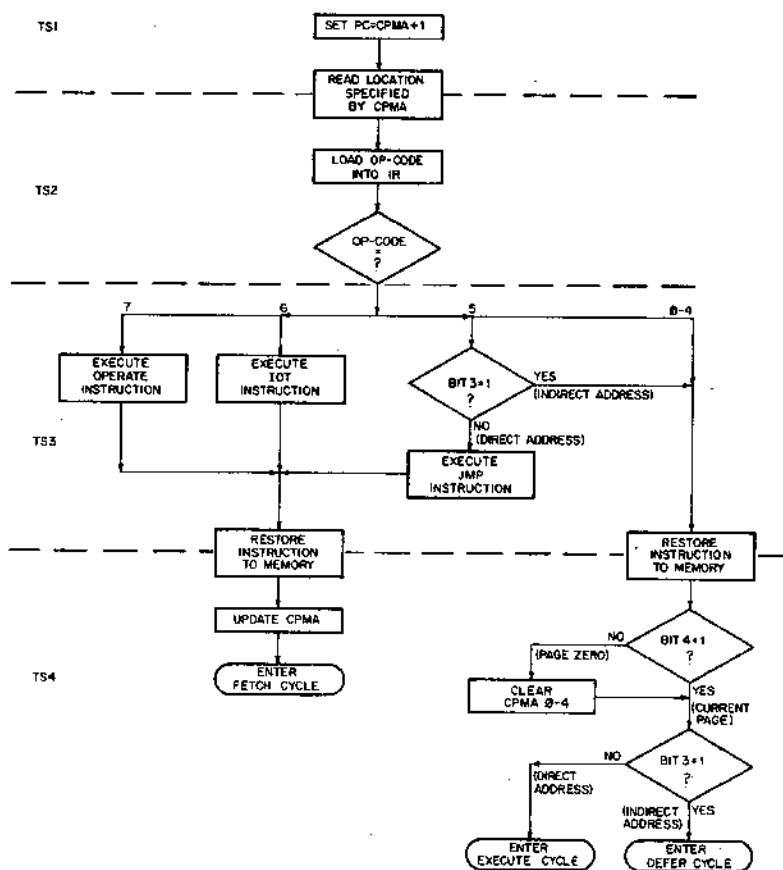 TS1
SET PC=CPMA+1
READ LOCATION
SPECIFIED
BY CPMA
TS2
LOAD OP-CODE
INTO IR
OP-CODE
=
?
7
6
5
0-4
EXECUTE
OPERATE
INSTRUCTION
EXECUTE
IOT
INSTRUCTION
BIT 3=1
?
YES
(INDIRECT ADDRESS)
NO
(DIRECT ADDRESS)
TS3
EXECUTE
JMP
INSTRUCTION
RESTORE
INSTRUCTION
TO MEMORY
RESTORE
INSTRUCTION
TO MEMORY
UPDATE CPMA
BIT 4=1
?
NO
(PAGE ZERO)
TS4
ENTER
FETCH CYCLE
CLEAR
CPMA 0-4
YES
(CURRENT
PAGE)
BIT 3=1
?
NO
(DIRECT
ADDRESS)
(INDIRECT
ADDRESS)
YES
ENTER
EXECUTE CYCLE
ENTER
DEFER CYCLE